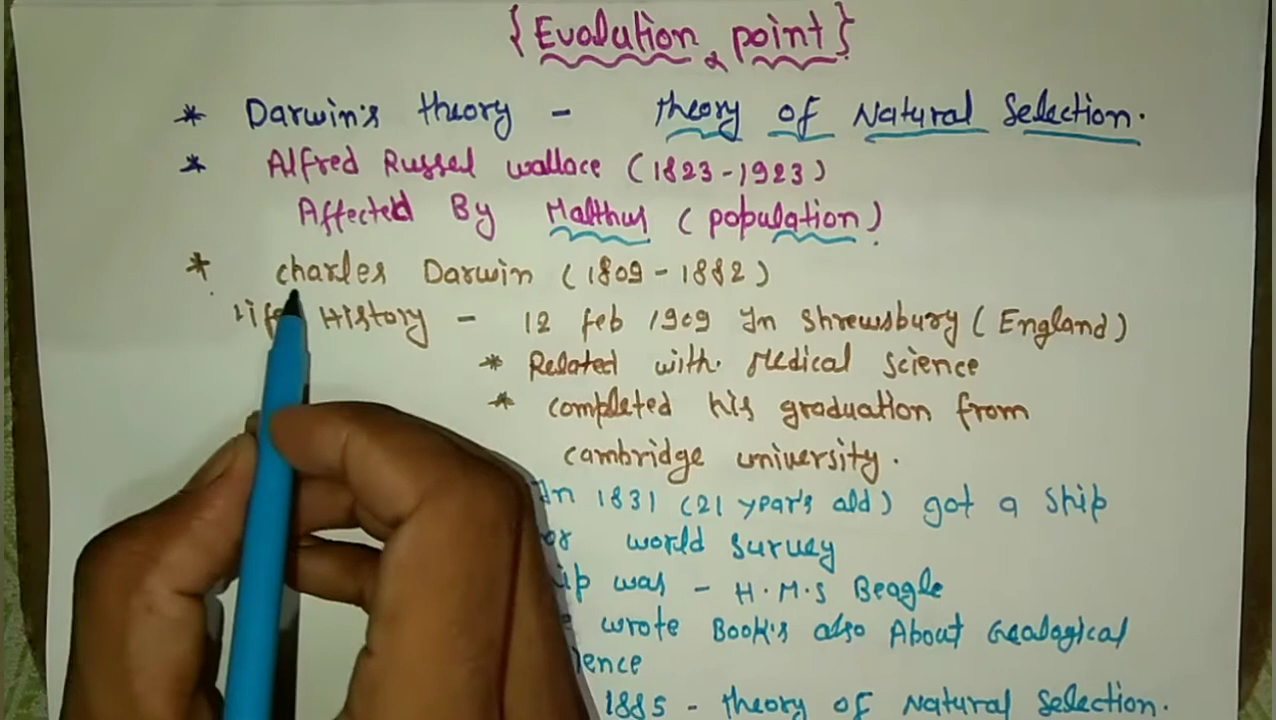 {Evolution point}
* Darwin's theory - theory of Natural Selection.
* Alfred Russel wallace (1823-1923)
Affected By Malthus (population).
* charles Darwin (1809-1882)
Life History - 12 feb 1909 In Shrewsbury (England)
* Related with Medical science
* completed his graduation from
cambridge university.
In 1831 (21 year's old) got a ship
world survey
was - H.M.S Beagle
wrote Book's also About Geological
1885 - theory of Natural Selection.